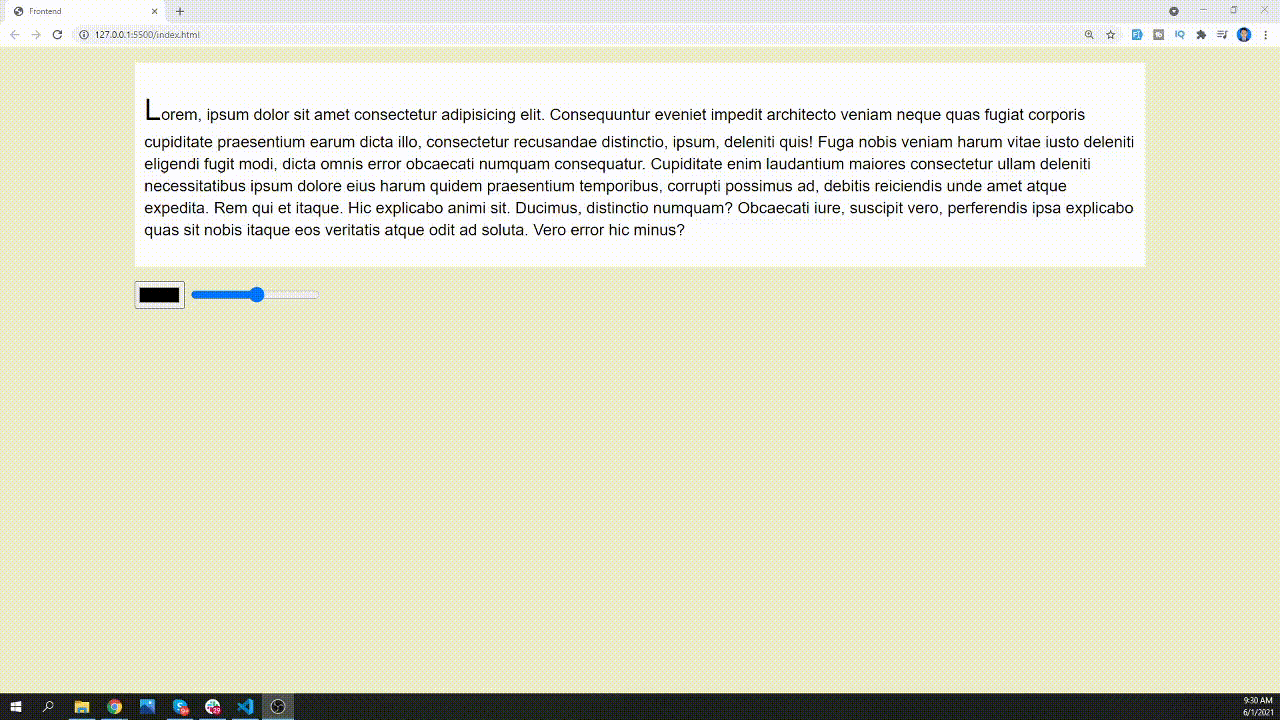 Frontend
127.0.0.1:5500/index.html
Lorem, ipsum dolor sit amet consectetur adipisicing elit. Consequuntur eveniet impedit architecto veniam neque quas fugiat corporis
cupiditate praesentium earum dicta illo, consectetur recusandae distinctio, ipsum, deleniti quis! Fuga nobis veniam harum vitae iusto deleniti
eligendi fugit modi, dicta omnis error obcaecati numquam consequatur. Cupiditate enim laudantium maiores consectetur ullam deleniti
necessitatibus ipsum dolore eius harum quidem praesentium temporibus, corrupti possimus ad, debitis reiciendis unde amet atque
expedita. Rem qui et itaque. Hic explicabo animi sit. Ducimus, distinctio numquam? Obcaecati iure, suscipit vero, perferendis ipsa explicabo
quas sit nobis itaque eos veritatis atque odit ad soluta. Vero error hic minus?
9:30 AM
6/1/2021